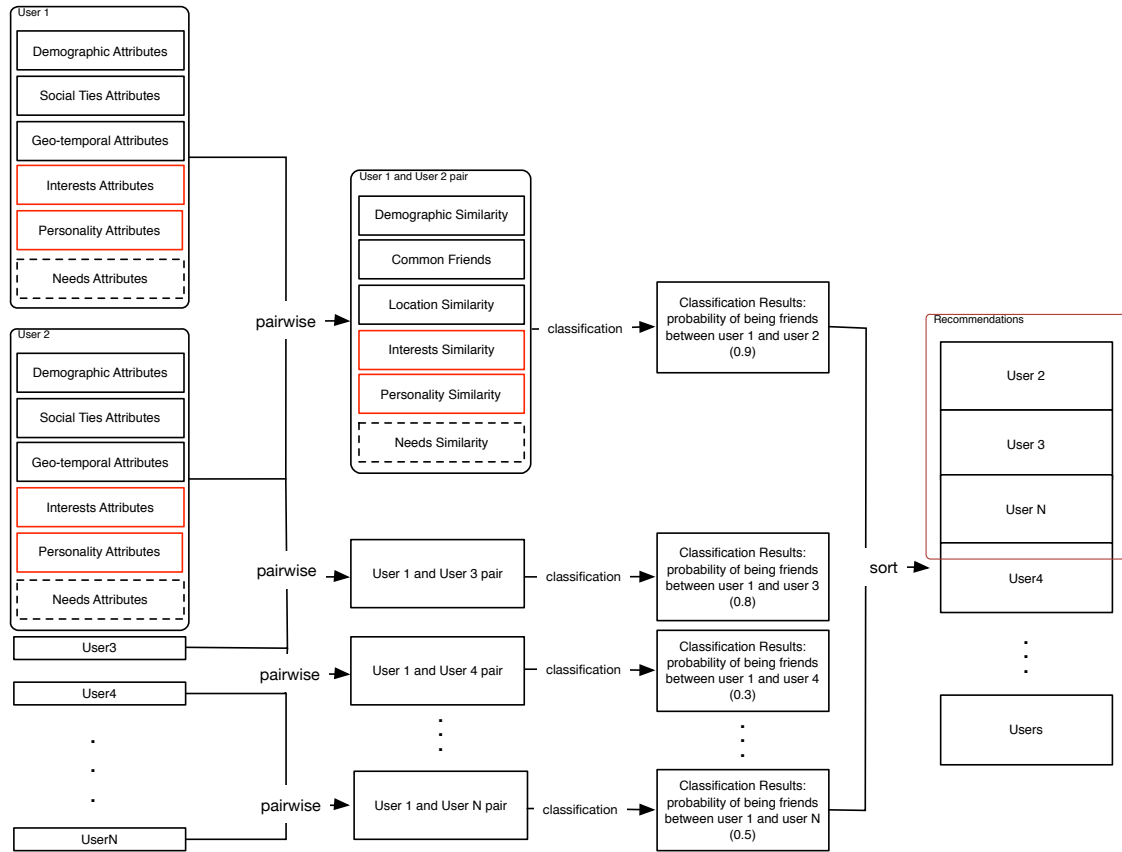 User 1
Demographic Attributes
Social Ties Attributes
Geo-temporal Attributes
Interests Attributes
Personality Attributes
Needs Attributes
User 2
Demographic Attributes
Social Ties Attributes
Geo-temporal Attributes
Interests Attributes
Personality Attributes
Needs Attributes
User3
User4
.
.
.
UserN
pairwise
pairwise
pairwise
pairwise
User 1 and User 2 pair
Demographic Similarity
Common Friends
Location Similarity
Interests Similarity
Personality Similarity
Needs Similarity
User 1 and User 3 pair
User 1 and User 4 pair
.
.
.
User 1 and User N pair
classification
classification
classification
classification
Classification Results:
probability of being friends
between user 1 and user 2
(0.9)
Classification Results:
probability of being friends
between user 1 and user 3
(0.8)
Classification Results:
probability of being friends
between user 1 and user 4
(0.3)
.
.
.
Classification Results:
probability of being friends
between user 1 and user N
(0.5)
sort
Recommendations
User 2
User 3
User N
User4
.
.
.
Users